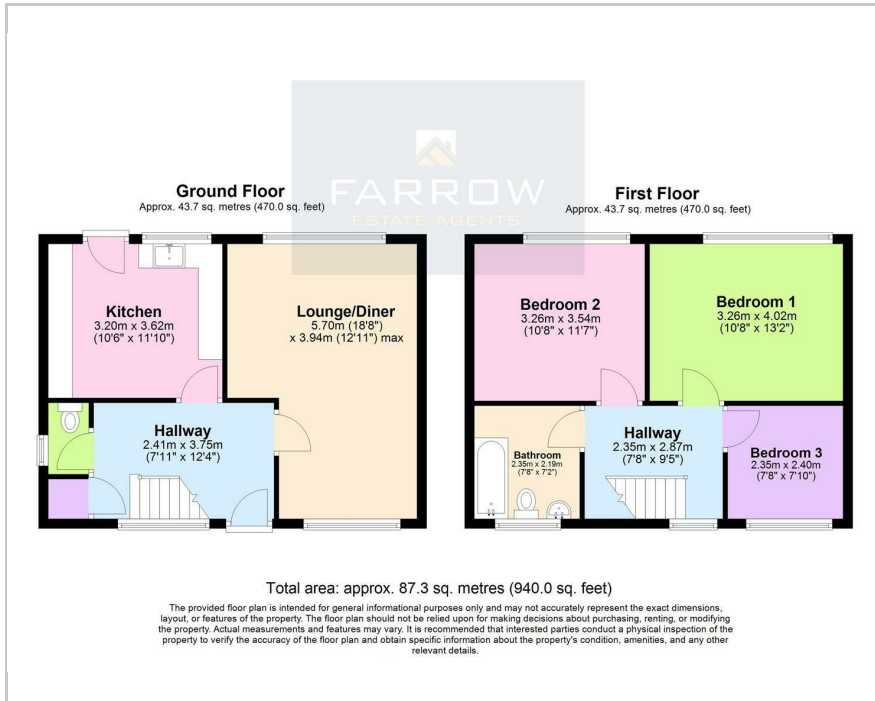 FARROW
ESTATE AGENTS
Ground Floor
Approx. 43.7 sq. metres (470.0 sq. feet)
Kitchen
3.20m x 3.62m
(10'6" x 11'10")
Lounge/Diner
5.70m (18'8")
x 3.94m (12'11") max
Hallway
2.41m x 3.75m
(7'11" x 12'4")
First Floor
Approx. 43.7 sq. metres (470.0 sq. feet)
Bedroom 2
3.26m x 3.54m
(10'8" x 11'7")
Bedroom 1
3.26m x 4.02m
(10'8" x 13'2")
Bathroom
2.35m x 2.19m
(7'8" x 7'2")
Hallway
2.35m x 2.87m
(7'8" x 9'5")
Bedroom 3
2.35m x 2.40m
(7'8" x 7'10")
Total area: approx. 87.3 sq. metres (940.0 sq. feet)
The provided floor plan is intended for general informational purposes only and may not accurately represent the exact dimensions,
layout, or features of the property. The floor plan should not be relied upon for making decisions about purchasing, renting, or modifying
the property. Actual measurements and features may vary. It is recommended that interested parties conduct a physical inspection of the
property to verify the accuracy of the floor plan and obtain specific information about the property's condition, amenities, and any other
relevant details.